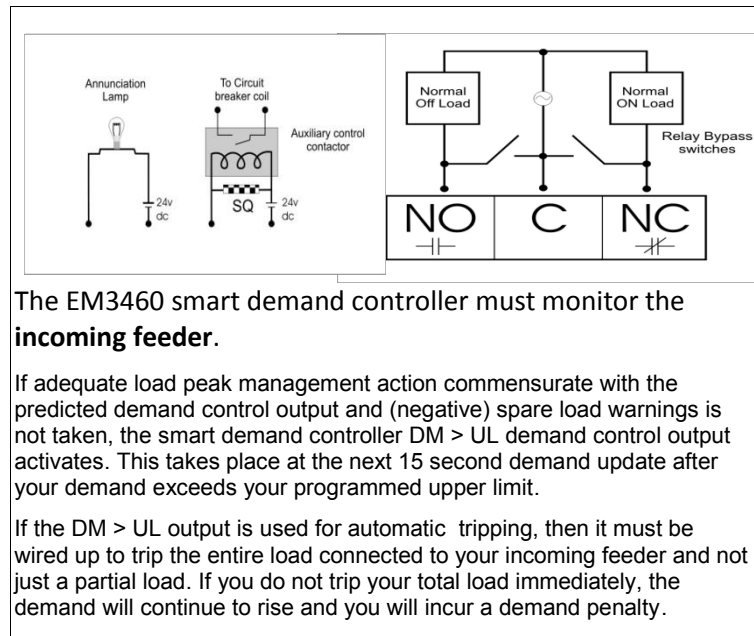 Annunciation
Lamp
24v
dc
To Circuit
breaker coil
Auxiliary control
contactor
SQ
24v
dc
Normal
Off Load
Normal
ON Load
Relay Bypass
switches
NO
C
NC
The EM3460 smart demand controller must monitor the
incoming feeder.
If adequate load peak management action commensurate with the
predicted demand control output and (negative) spare load warnings is
not taken, the smart demand controller DM > UL demand control output
activates. This takes place at the next 15 second demand update after
your demand exceeds your programmed upper limit.
If the DM > UL output is used for automatic tripping, then it must be
wired up to trip the entire load connected to your incoming feeder and not
just a partial load. If you do not trip your total load immediately, the
demand will continue to rise and you will incur a demand penalty.